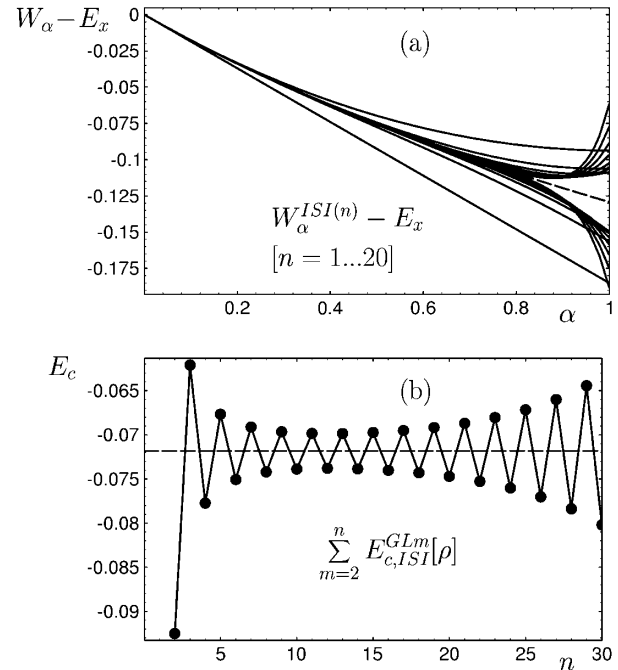 W_α − E_x
(a)
0
-0.025
-0.05
-0.075
-0.1
-0.125
-0.15
-0.175
W_α^{ISI(n)} − E_x
[n = 1...20]
0.2 0.4 0.6 0.8 1
α
E_c
(b)
-0.065
-0.07
-0.075
-0.08
-0.085
-0.09
∑_{m=2}^{n} E_{c,ISI}^{GLm}[ρ]
5 10 15 20 25 30
n